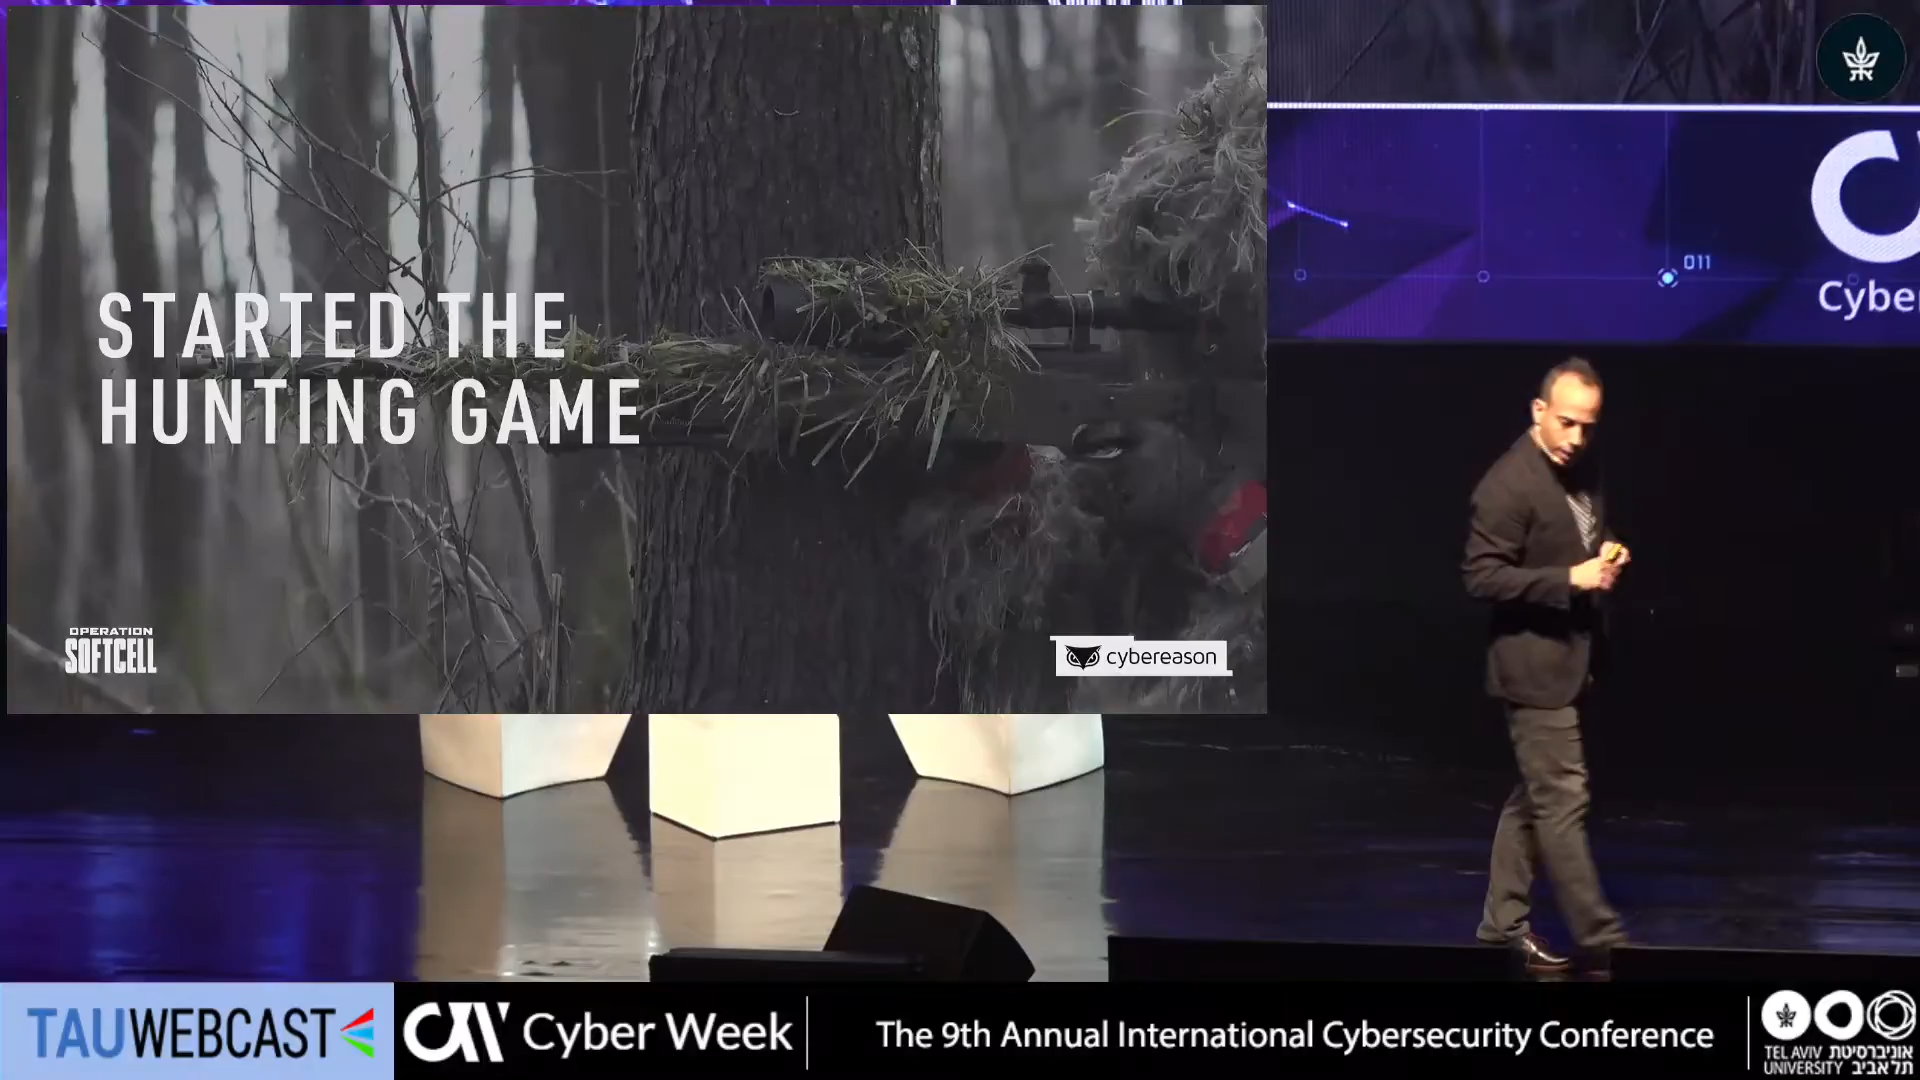 STARTED THE
HUNTING GAME
OPERATION
SOFTCELL
cybereason
011
Cybe
TAUWEBCAST
Cyber Week
The 9th Annual International Cybersecurity Conference
TEL AVIV אוניברסיטת
UNIVERSITY תל אביב